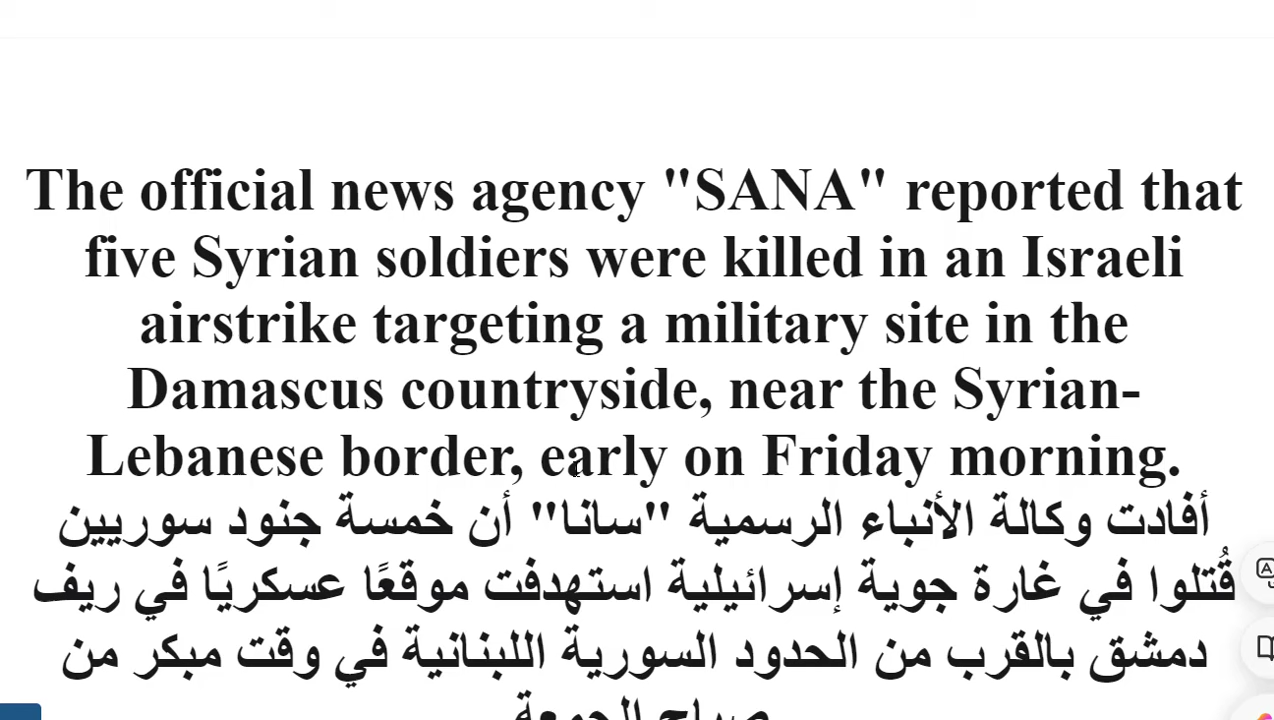 The official news agency "SANA" reported that
five Syrian soldiers were killed in an Israeli
airstrike targeting a military site in the
Damascus countryside, near the Syrian-
Lebanese border, early on Friday morning.
أفادت وكالة الأنباء الرسمية "سانا" أن خمسة جنود سوريين
قُتلوا في غارة جوية إسرائيلية استهدفت موقعًا عسكريًا في ريف
دمشق بالقرب من الحدود السورية اللبنانية في وقت مبكر من
صباح الجمعة